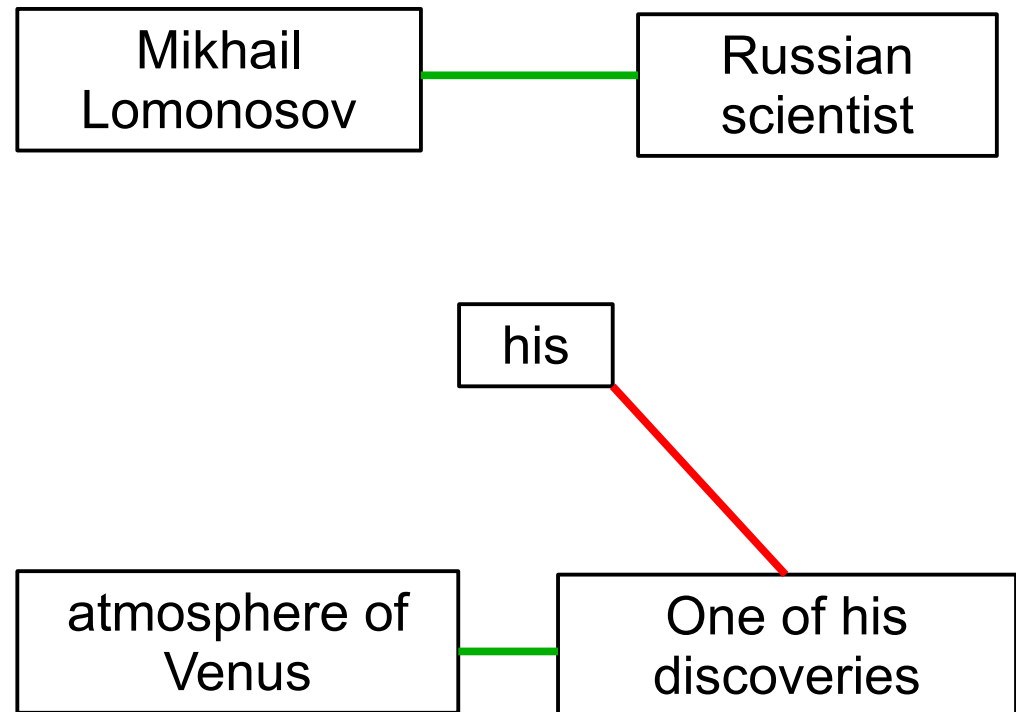 Mikhail
Lomonosov
Russian
scientist
his
atmosphere of
Venus
One of his
discoveries